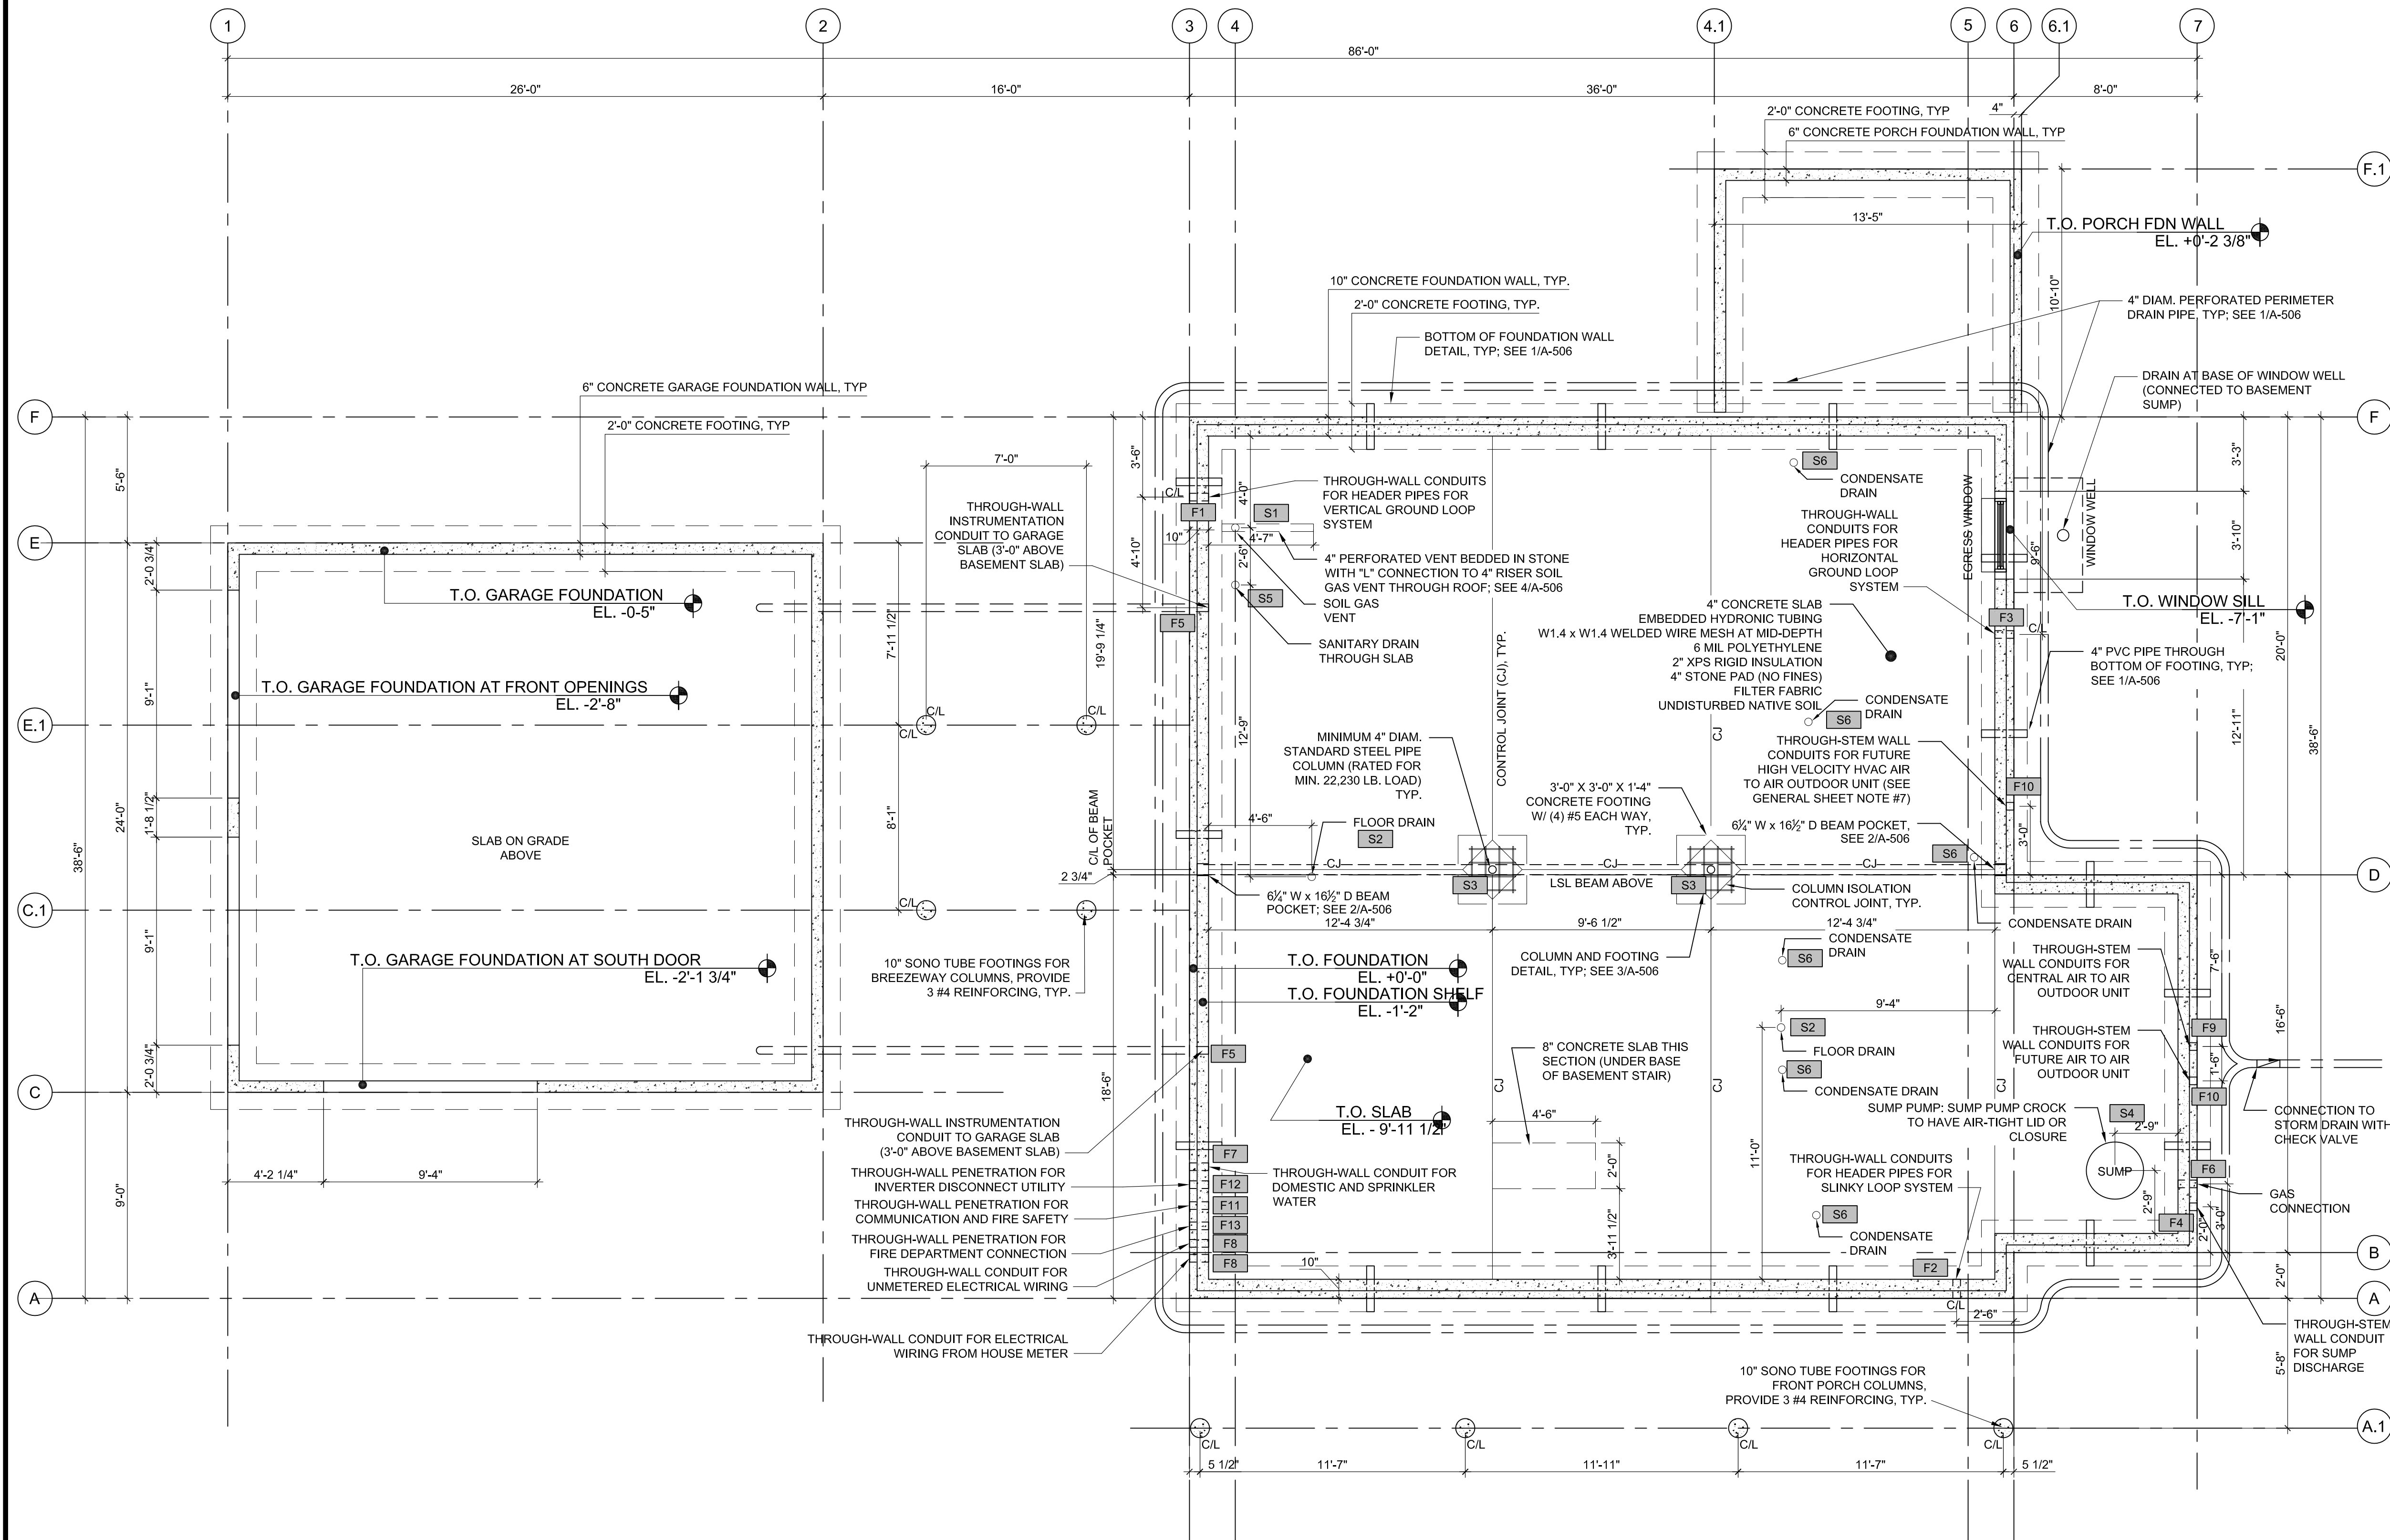 1
2
3
4
4.1
5
6
6.1
7
86'-0"
26'-0"
16'-0"
36'-0"
8'-0"
2'-0" CONCRETE FOOTING, TYP
4"
6" CONCRETE PORCH FOUNDATION WALL, TYP
F.1
13'-5"
T.O. PORCH FDN WALL
EL. +0'-2 3/8"
10'-10"
10" CONCRETE FOUNDATION WALL, TYP.
2'-0" CONCRETE FOOTING, TYP.
BOTTOM OF FOUNDATION WALL
DETAIL, TYP; SEE 1/A-506
4" DIAM. PERFORATED PERIMETER
DRAIN PIPE, TYP; SEE 1/A-506
6" CONCRETE GARAGE FOUNDATION WALL, TYP
2'-0" CONCRETE FOOTING, TYP
DRAIN AT BASE OF WINDOW WELL
(CONNECTED TO BASEMENT
SUMP)
F
F
5'-6"
7'-0"
3'-6"
C/L
4'-0"
S6
CONDENSATE
DRAIN
3'-3"
THROUGH-WALL
INSTRUMENTATION
CONDUIT TO GARAGE
SLAB (3'-0" ABOVE
BASEMENT SLAB)
THROUGH-WALL CONDUITS
FOR HEADER PIPES FOR
VERTICAL GROUND LOOP
SYSTEM
F1
S1
10"
4'-7"
2'-6"
4'-10"
THROUGH-WALL
CONDUITS FOR
HEADER PIPES FOR
HORIZONTAL
GROUND LOOP
SYSTEM
EGRESS WINDOW
WINDOW WELL
9'-6"
3'-10"
E
2'-0 3/4"
4" PERFORATED VENT BEDDED IN STONE
WITH "L" CONNECTION TO 4" RISER SOIL
GAS VENT THROUGH ROOF; SEE 4/A-506
SOIL GAS
VENT
S5
F5
SANITARY DRAIN
THROUGH SLAB
T.O. GARAGE FOUNDATION
EL. -0-5"
7'-11 1/2"
19'-9 1/4"
T.O. WINDOW SILL
EL. -7'-1"
F3
C/L
4" CONCRETE SLAB
EMBEDDED HYDRONIC TUBING
W1.4 x W1.4 WELDED WIRE MESH AT MID-DEPTH
6 MIL POLYETHYLENE
2" XPS RIGID INSULATION
4" STONE PAD (NO FINES)
FILTER FABRIC
UNDISTURBED NATIVE SOIL
4" PVC PIPE THROUGH
BOTTOM OF FOOTING, TYP;
SEE 1/A-506
20'-0"
T.O. GARAGE FOUNDATION AT FRONT OPENINGS
EL. -2'-8"
9'-1"
CONTROL JOINT (CJ), TYP.
CONDENSATE
DRAIN
S6
CJ
E.1
C/L
C/L
C/L
12'-9"
12'-11"
38'-6"
MINIMUM 4" DIAM.
STANDARD STEEL PIPE
COLUMN (RATED FOR
MIN. 22,230 LB. LOAD)
TYP.
THROUGH-STEM WALL
CONDUITS FOR FUTURE
HIGH VELOCITY HVAC AIR
TO AIR OUTDOOR UNIT (SEE
GENERAL SHEET NOTE #7)
F10
3'-0" X 3'-0" X 1'-4"
CONCRETE FOOTING
W/ (4) #5 EACH WAY,
TYP.
1'-8 1/2"
24'-0"
38'-6"
SLAB ON GRADE
ABOVE
8'-1"
C/L OF BEAM
POCKET
4'-6"
FLOOR DRAIN
S2
6¼" W x 16½" D BEAM POCKET,
SEE 2/A-506
3'-0"
S6
CJ
CJ
CJ
2 3/4"
S3
S3
LSL BEAM ABOVE
COLUMN ISOLATION
CONTROL JOINT, TYP.
D
6¼" W x 16½" D BEAM
POCKET; SEE 2/A-506
C.1
C/L
12'-4 3/4"
9'-6 1/2"
12'-4 3/4"
CONDENSATE DRAIN
CONDENSATE
DRAIN
S6
9'-1"
T.O. GARAGE FOUNDATION AT SOUTH DOOR
EL. -2'-1 3/4"
10" SONO TUBE FOOTINGS FOR
BREEZEWAY COLUMNS, PROVIDE
3 #4 REINFORCING, TYP.
T.O. FOUNDATION
EL. +0'-0"
T.O. FOUNDATION SHELF
EL. -1'-2"
COLUMN AND FOOTING
DETAIL, TYP; SEE 3/A-506
THROUGH-STEM
WALL CONDUITS FOR
CENTRAL AIR TO AIR
OUTDOOR UNIT
7'-6"
9'-4"
S2
FLOOR DRAIN
S6
CONDENSATE DRAIN
F9
THROUGH-STEM
WALL CONDUITS FOR
FUTURE AIR TO AIR
OUTDOOR UNIT
1'-6"
16'-6"
F10
2'-0 3/4"
F5
8" CONCRETE SLAB THIS
SECTION (UNDER BASE
OF BASEMENT STAIR)
CJ
CJ
C
18'-6"
T.O. SLAB
EL. - 9'-11 1/2"
4'-6"
SUMP PUMP: SUMP PUMP CROCK
TO HAVE AIR-TIGHT LID OR
CLOSURE
S4
2'-9"
CONNECTION TO
STORM DRAIN WITH
CHECK VALVE
THROUGH-WALL INSTRUMENTATION
CONDUIT TO GARAGE SLAB
(3'-0" ABOVE BASEMENT SLAB)
4'-2 1/4"
9'-4"
9'-0"
11'-0"
2'-0"
F7
THROUGH-WALL PENETRATION FOR
INVERTER DISCONNECT UTILITY
F12
THROUGH-WALL CONDUIT FOR
DOMESTIC AND SPRINKLER
WATER
THROUGH-WALL CONDUITS
FOR HEADER PIPES FOR
SLINKY LOOP SYSTEM
SUMP
F6
GAS
CONNECTION
THROUGH-WALL PENETRATION FOR
COMMUNICATION AND FIRE SAFETY
F11
F13
S6
CONDENSATE
DRAIN
2'-9"
F4
2'-0"
3'-0"
THROUGH-WALL PENETRATION FOR
FIRE DEPARTMENT CONNECTION
F8
3'-11 1/2"
B
THROUGH-WALL CONDUIT FOR
UNMETERED ELECTRICAL WIRING
F8
10"
F2
2'-0"
A
A
C/L
2'-6"
THROUGH-WALL CONDUIT FOR ELECTRICAL
WIRING FROM HOUSE METER
THROUGH-STEM
WALL CONDUIT
FOR SUMP
DISCHARGE
5'-8"
10" SONO TUBE FOOTINGS FOR
FRONT PORCH COLUMNS,
PROVIDE 3 #4 REINFORCING, TYP.
A.1
C/L
C/L
C/L
C/L
5 1/2"
11'-7"
11'-11"
11'-7"
5 1/2"